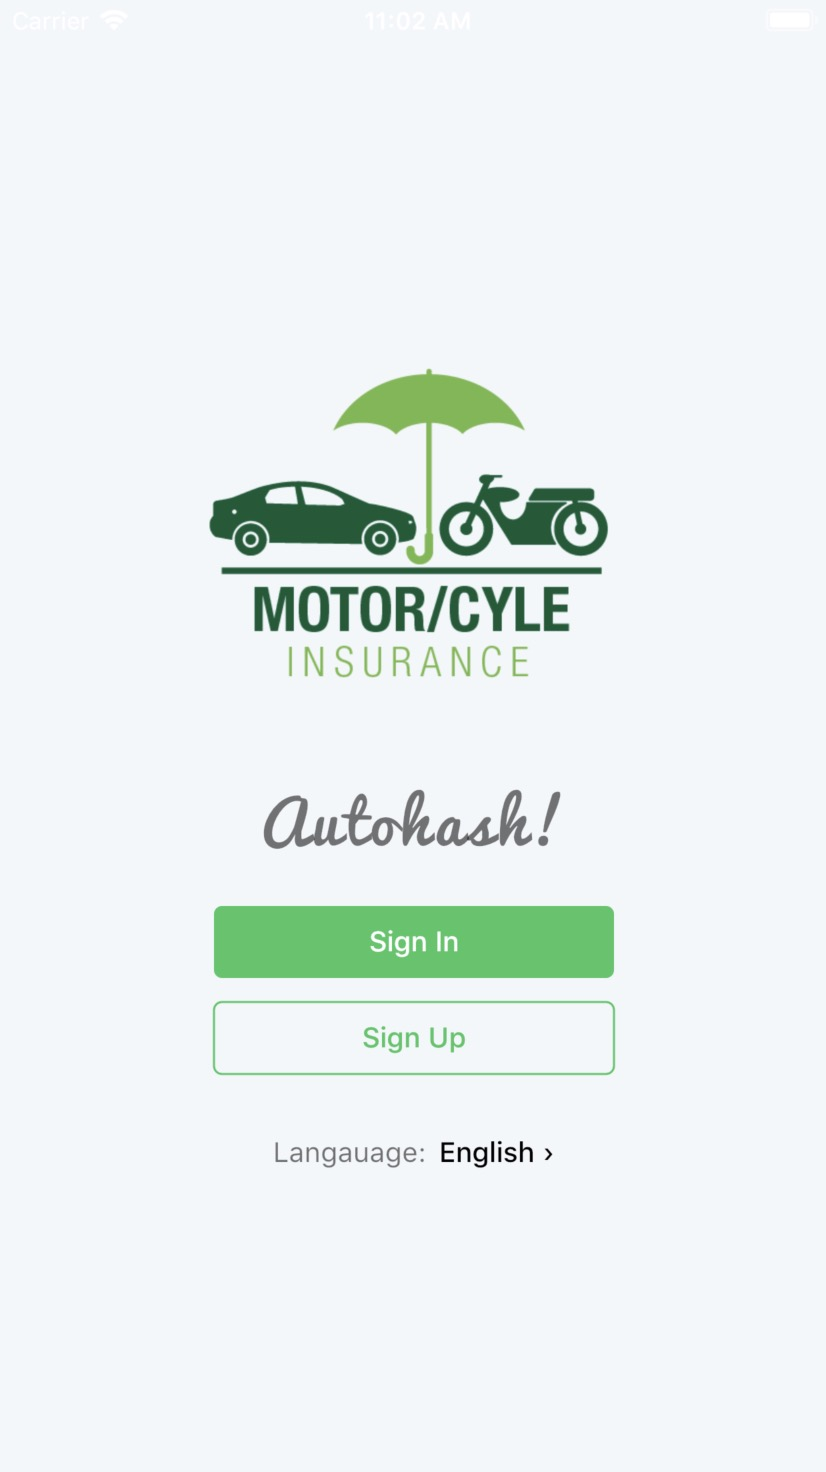 Carrier 11:02 AM
MOTOR/CYLE
INSURANCE
Autohash!
Sign In
Sign Up
Langauage: English ›